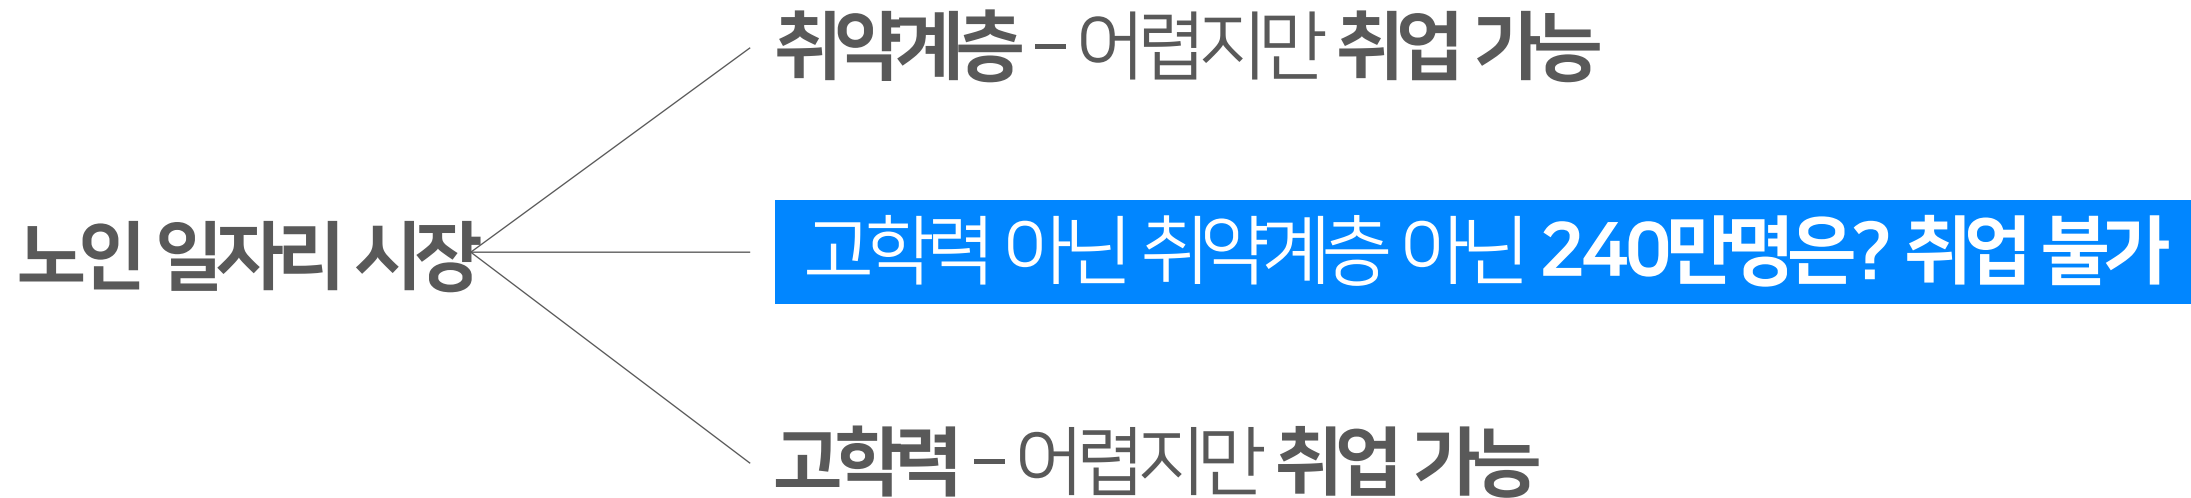 취약계층 – 어렵지만 취업 가능
노인 일자리 시장
고학력 아닌 취약계층 아닌 240만명은? 취업 불가
고학력 – 어렵지만 취업 가능